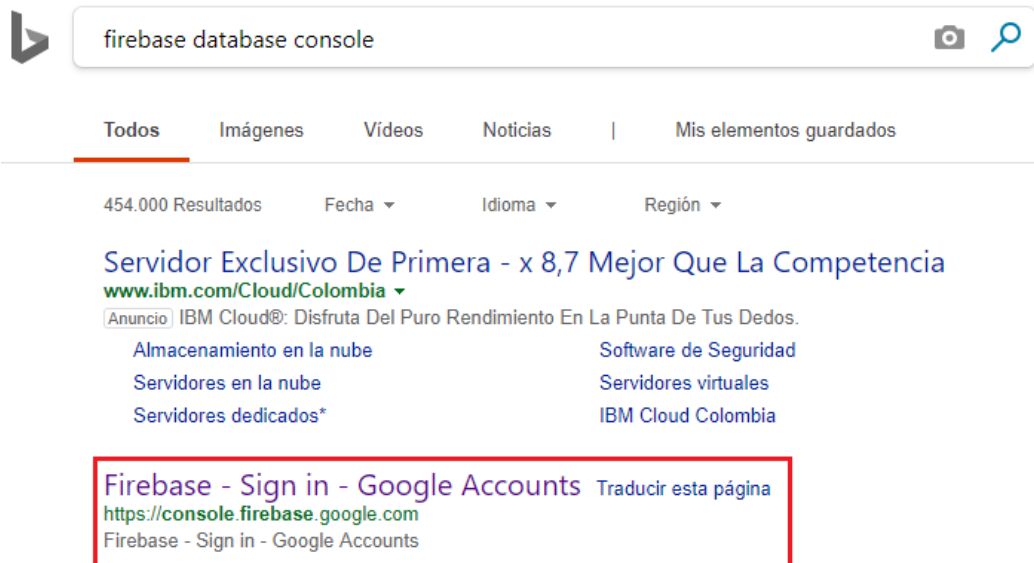 firebase database console
Todos Imágenes Vídeos Noticias | Mis elementos guardados
454.000 Resultados Fecha Idioma Región
Servidor Exclusivo De Primera - x 8,7 Mejor Que La Competencia
www.ibm.com/Cloud/Colombia
Anuncio IBM Cloud®: Disfruta Del Puro Rendimiento En La Punta De Tus Dedos.
Almacenamiento en la nube Software de Seguridad
Servidores en la nube Servidores virtuales
Servidores dedicados* IBM Cloud Colombia
Firebase - Sign in - Google Accounts Traducir esta página
https://console.firebase.google.com
Firebase - Sign in - Google Accounts